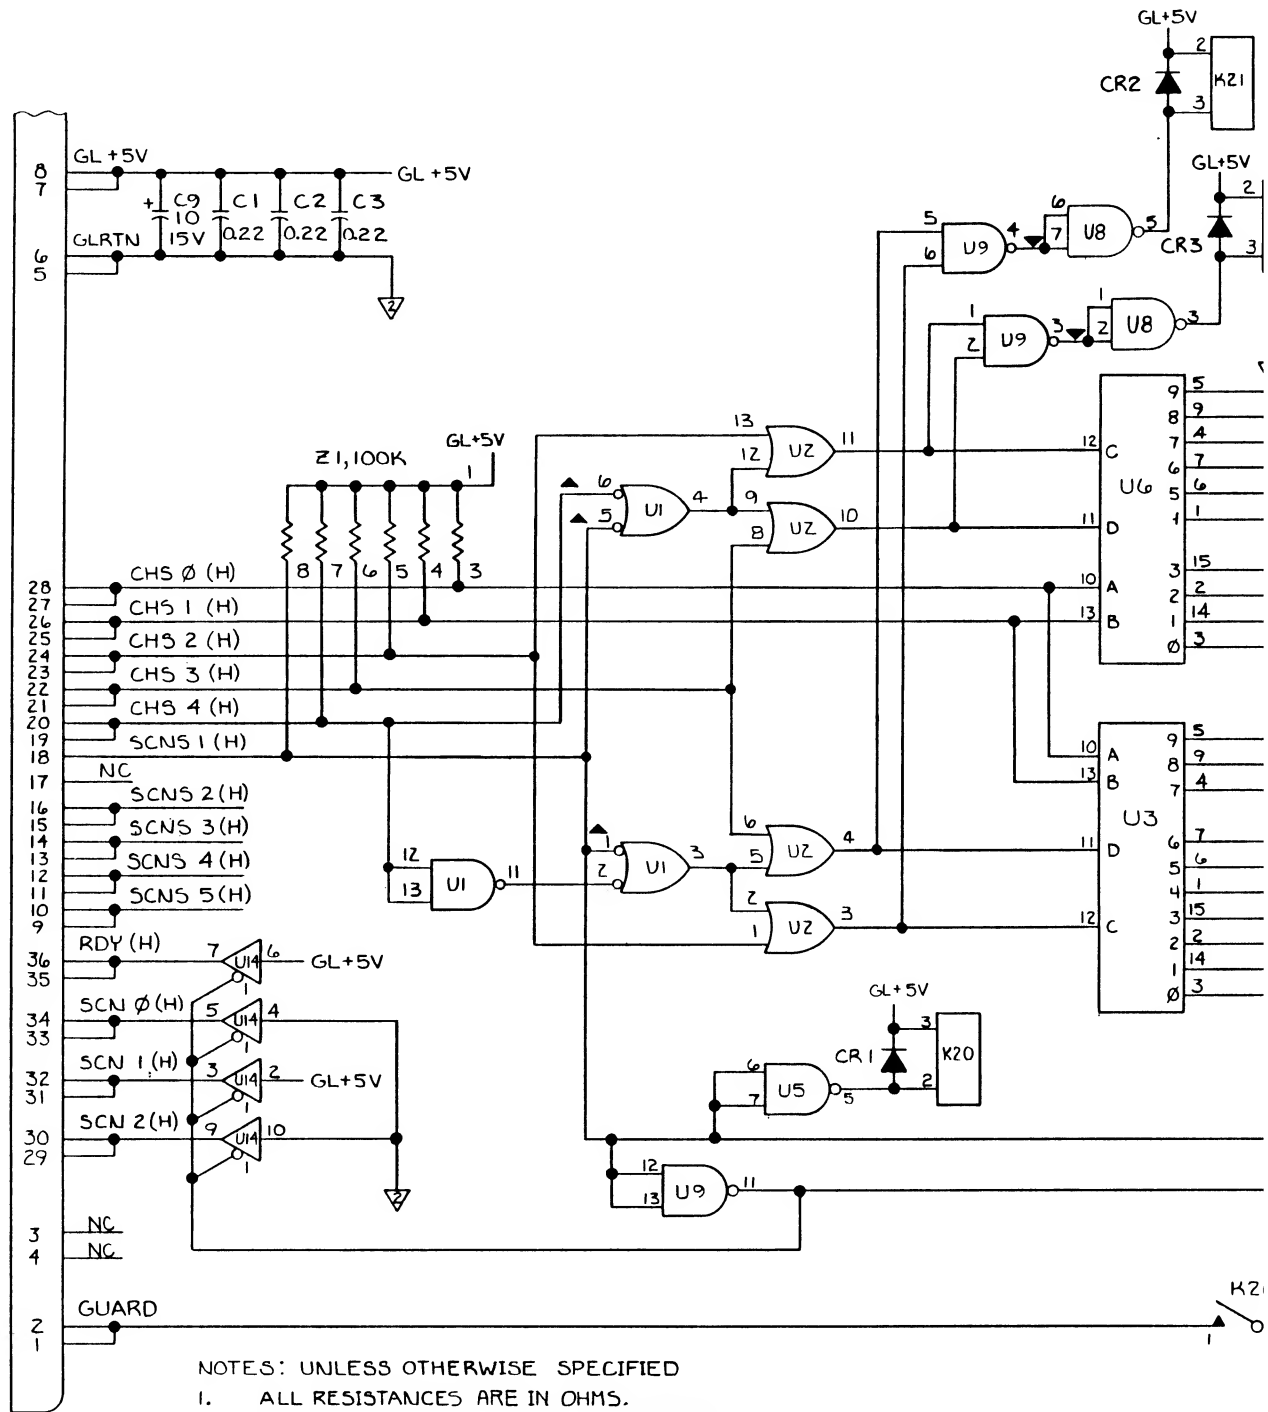 GL+5V
2
K21
CR2
3
GL+5V
2
CR3
3
8 GL +5V
7
GL +5V
+ C9 C1 C2 C3
10
15V 0.22 0.22 0.22
6 GLRTN
5
2
5 U9 4 6 U8 5
6 7
1 U9 3 1 U8 3
2 2
GL+5V
Z1,100K 1
8 7 6 5 4 3
6 U1 4
5
13 U2 11
12
9 U2 10
8
12 C
U6
11 D
10 A
13 B
9 5
8 9
7 4
6 7
5 6
4 1
3 15
2 2
1 14
Ø 3
28 CHS Ø (H)
27
26 CHS 1 (H)
25
24 CHS 2 (H)
23
22 CHS 3 (H)
21
20 CHS 4 (H)
19
18 SCNS 1 (H)
17 NC
16 SCNS 2 (H)
15
14 SCNS 3 (H)
13
12 SCNS 4 (H)
11
10 SCNS 5 (H)
9
12 U1 11
13
1 U1 3
2
6 U2 4
5
2 U2 3
1
10 A
13 B
U3
11 D
12 C
9 5
8 9
7 4
6 7
5 6
4 1
3 15
2 2
1 14
Ø 3
36 RDY (H) 7 U14 6 GL+5V
35 1
34 SCN Ø (H) 5 U14 4
33 1
32 SCN 1 (H) 3 U14 2 GL+5V
31 1
30 SCN 2 (H) 9 U14 10
29 1
2
GL+5V
3
CR1 K20
2
6 U5 5
7
12 U9 11
13
3 NC
4 NC
2 GUARD
1
1
NOTES: UNLESS OTHERWISE SPECIFIED
1. ALL RESISTANCES ARE IN OHMS.